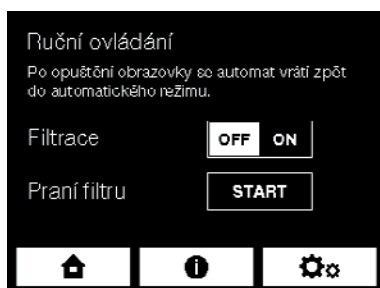 Ruční ovládání
Po opuštění obrazovky se automat vrátí zpět
do automatického režimu.
Filtrace OFF ON
Praní filtru START